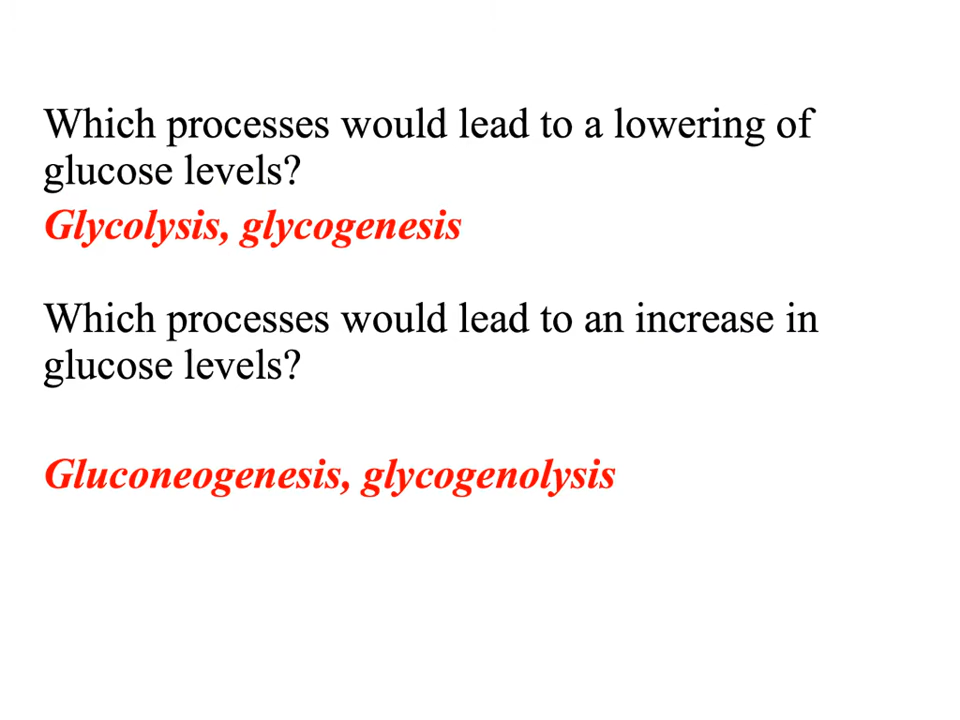 Which processes would lead to a lowering of
glucose levels?
Glycolysis, glycogenesis
Which processes would lead to an increase in
glucose levels?
Gluconeogenesis, glycogenolysis